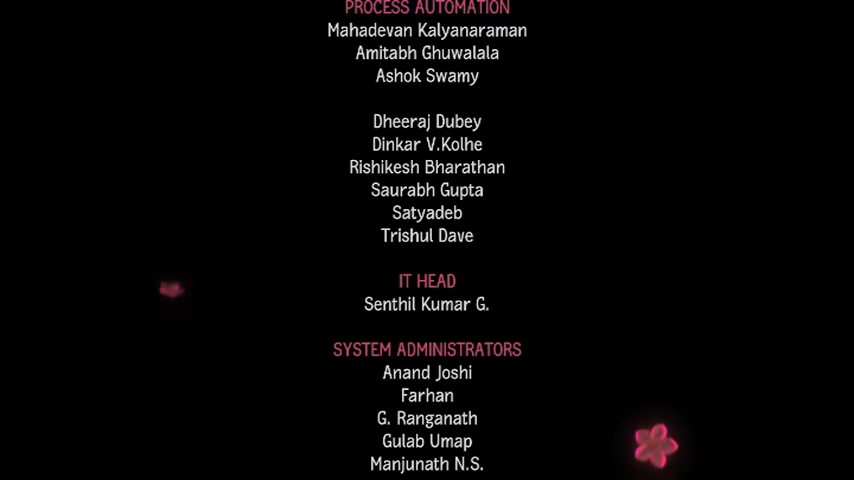 PROCESS AUTOMATION
Mahadevan Kalyanaraman
Amitabh Ghuwalala
Ashok Swamy
Dheeraj Dubey
Dinkar V.Kolhe
Rishikesh Bharathan
Saurabh Gupta
Satyadeb
Trishul Dave
IT HEAD
Senthil Kumar G.
SYSTEM ADMINISTRATORS
Anand Joshi
Farhan
G. Ranganath
Gulab Umap
Manjunath N.S.